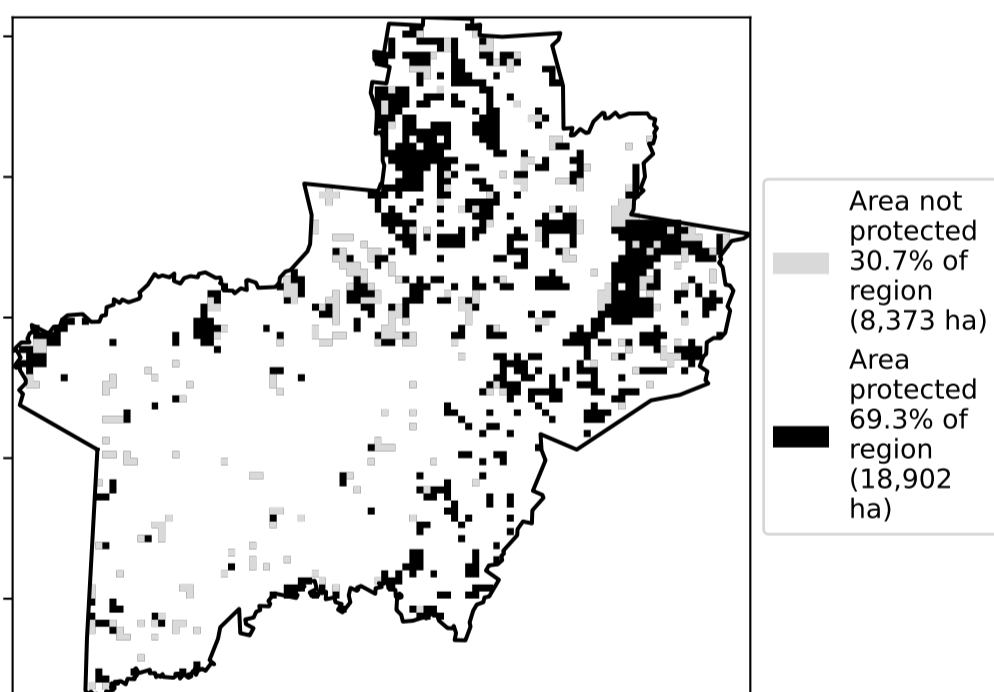 Area not
protected
30.7% of
region
(8,373 ha)
Area
protected
69.3% of
region
(18,902
ha)